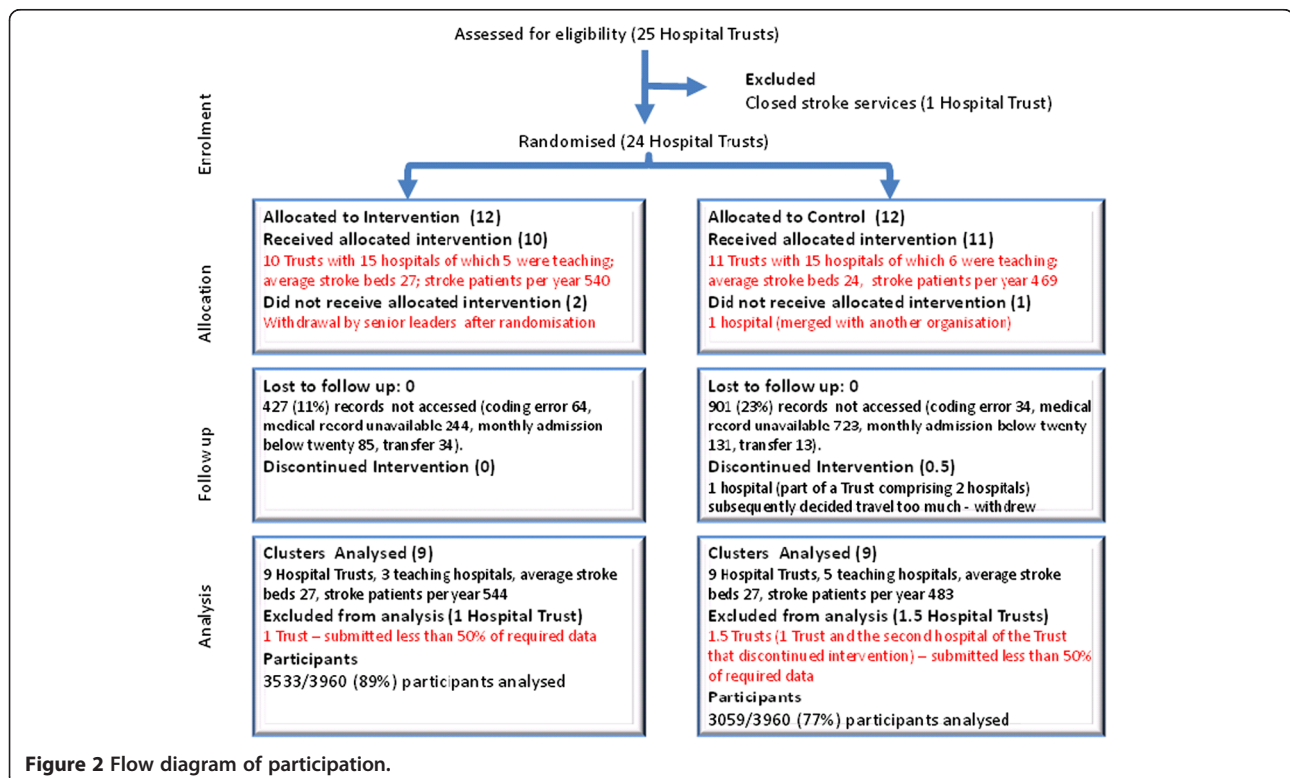 Assessed for eligibility (25 Hospital Trusts)
Excluded
Closed stroke services (1 Hospital Trust)
Enrolment
Randomised (24 Hospital Trusts)
Allocation
Allocated to Intervention (12)
Received allocated intervention (10)
10 Trusts with 15 hospitals of which 5 were teaching;
average stroke beds 27; stroke patients per year 540
Did not receive allocated intervention (2)
Withdrawal by senior leaders after randomisation
Allocated to Control (12)
Received allocated intervention (11)
11 Trusts with 15 hospitals of which 6 were teaching;
average stroke beds 24, stroke patients per year 469
Did not receive allocated intervention (1)
1 hospital (merged with another organisation)
Follow up
Lost to follow up: 0
427 (11%) records not accessed (coding error 64,
medical record unavailable 244, monthly admission
below twenty 85, transfer 34).
Discontinued Intervention (0)
Lost to follow up: 0
901 (23%) records not accessed (coding error 34, medical
record unavailable 723, monthly admission below twenty
131, transfer 13).
Discontinued Intervention (0.5)
1 hospital (part of a Trust comprising 2 hospitals)
subsequently decided travel too much - withdrew
Analysis
Clusters Analysed (9)
9 Hospital Trusts, 3 teaching hospitals, average stroke
beds 27, stroke patients per year 544
Excluded from analysis (1 Hospital Trust)
1 Trust – submitted less than 50% of required data
Participants
3533/3960 (89%) participants analysed
Clusters Analysed (9)
9 Hospital Trusts, 5 teaching hospitals, average stroke
beds 27, stroke patients per year 483
Excluded from analysis (1.5 Hospital Trusts)
1.5 Trusts (1 Trust and the second hospital of the Trust
that discontinued intervention) – submitted less than 50%
of required data
Participants
3059/3960 (77%) participants analysed
Figure 2 Flow diagram of participation.